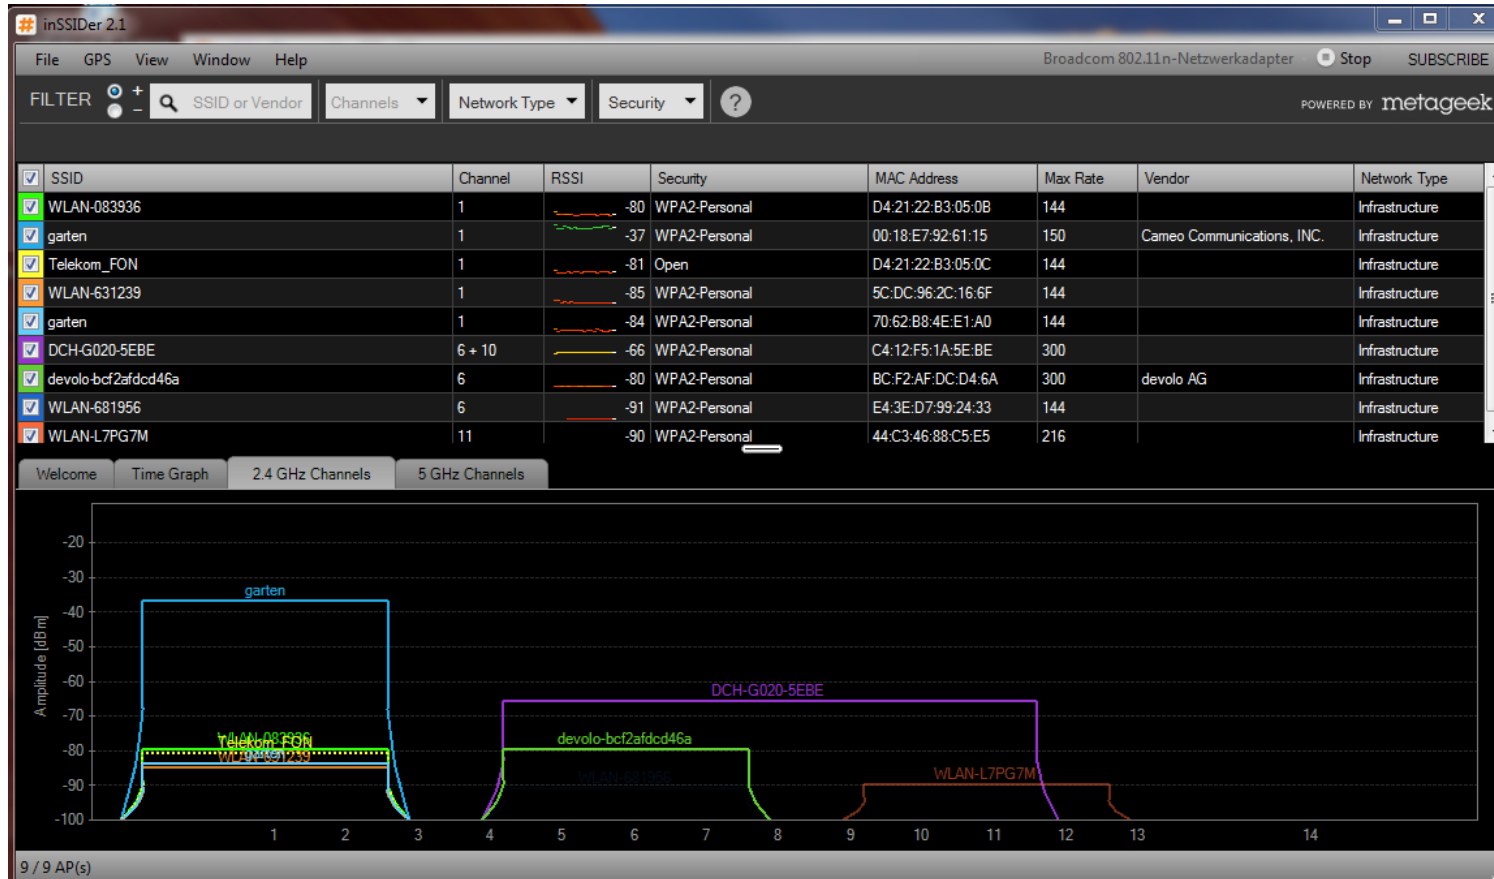 inSSIDer 2.1
File GPS View Window Help Broadcom 802.11n-Netzwerkadapter Stop SUBSCRIBE
FILTER + − SSID or Vendor Channels Network Type Security ? POWERED BY metageek
SSID Channel RSSI Security MAC Address Max Rate Vendor Network Type
WLAN-083936 1 -80 WPA2-Personal D4:21:22:B3:05:0B 144 Infrastructure
garten 1 -37 WPA2-Personal 00:18:E7:92:61:15 150 Cameo Communications, INC. Infrastructure
Telekom_FON 1 -81 Open D4:21:22:B3:05:0C 144 Infrastructure
WLAN-631239 1 -85 WPA2-Personal 5C:DC:96:2C:16:6F 144 Infrastructure
garten 1 -84 WPA2-Personal 70:62:B8:4E:E1:A0 144 Infrastructure
DCH-G020-5EBE 6 + 10 -66 WPA2-Personal C4:12:F5:1A:5E:BE 300 Infrastructure
devolo-bcf2afdcd46a 6 -80 WPA2-Personal BC:F2:AF:DC:D4:6A 300 devolo AG Infrastructure
WLAN-681956 6 -91 WPA2-Personal E4:3E:D7:99:24:33 144 Infrastructure
WLAN-L7PG7M 11 -90 WPA2-Personal 44:C3:46:88:C5:E5 216 Infrastructure
Welcome Time Graph 2.4 GHz Channels 5 GHz Channels
Amplitude [dBm]
-20
-30
garten
-40
-50
-60
DCH-G020-5EBE
-70
WLAN-083936
Telekom_FON
devolo-bcf2afdcd46a
-80
garten
WLAN-631239
WLAN-681956
WLAN-L7PG7M
-90
-100
1 2 3 4 5 6 7 8 9 10 11 12 13 14
9 / 9 AP(s)